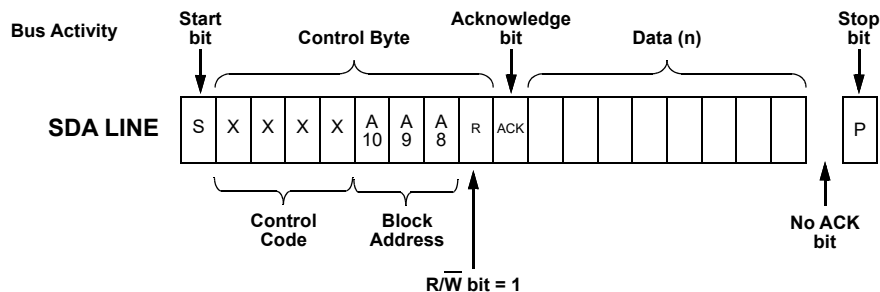 Bus Activity
Start
bit
Control Byte
Acknowledge
bit
Data (n)
Stop
bit
SDA LINE
S
X
X
X
X
A
10
A
9
A
8
R
ACK
P
Control
Code
Block
Address
No ACK
bit
R/W̅ bit = 1